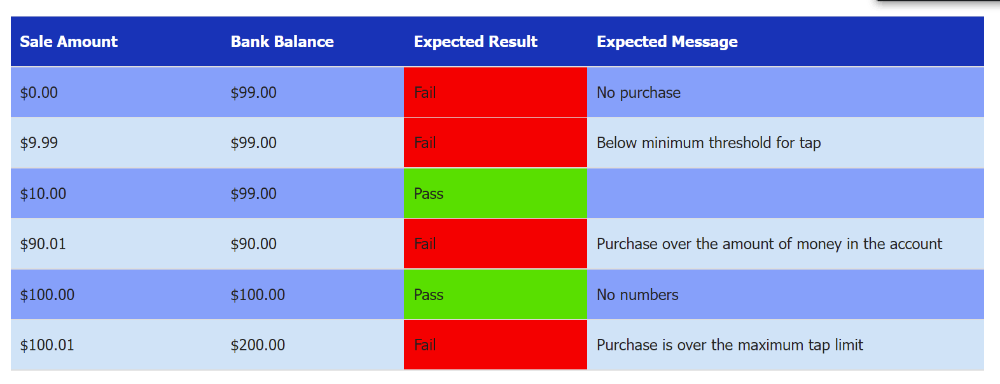 Sale Amount Bank Balance Expected Result Expected Message
$0.00 $99.00 Fail No purchase
$9.99 $99.00 Fail Below minimum threshold for tap
$10.00 $99.00 Pass
$90.01 $90.00 Fail Purchase over the amount of money in the account
$100.00 $100.00 Pass No numbers
$100.01 $200.00 Fail Purchase is over the maximum tap limit